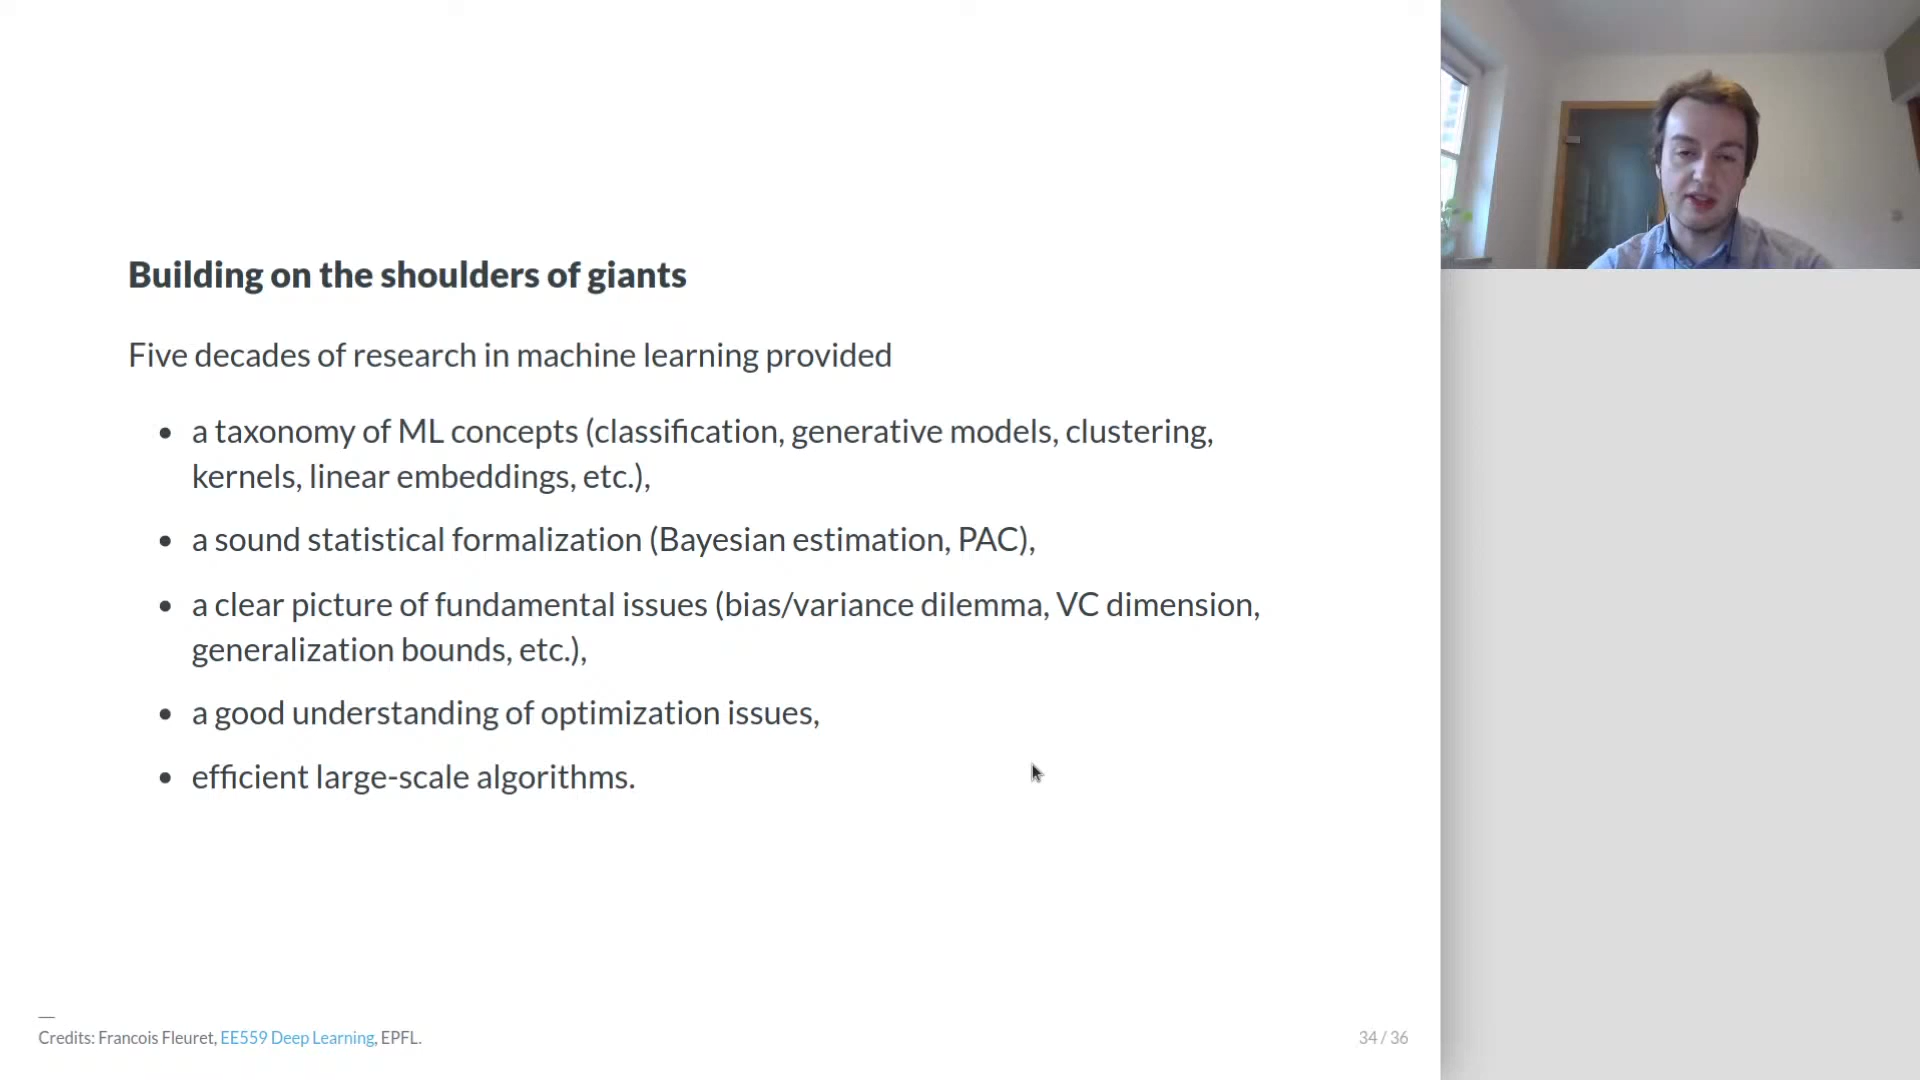 Building on the shoulders of giants
Five decades of research in machine learning provided
• a taxonomy of ML concepts (classification, generative models, clustering,
kernels, linear embeddings, etc.),
• a sound statistical formalization (Bayesian estimation, PAC),
• a clear picture of fundamental issues (bias/variance dilemma, VC dimension,
generalization bounds, etc.),
• a good understanding of optimization issues,
• efficient large-scale algorithms.
Credits: Francois Fleuret, EE559 Deep Learning, EPFL.
34 / 36